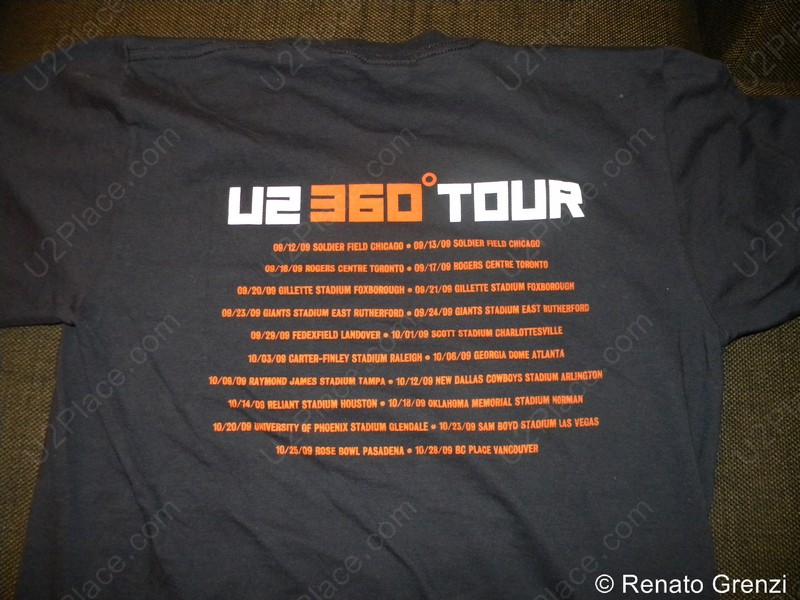 U2 360° TOUR
09/12/09 SOLDIER FIELD CHICAGO • 09/13/09 SOLDIER FIELD CHICAGO
09/16/09 ROGERS CENTRE TORONTO • 09/17/09 ROGERS CENTRE TORONTO
09/20/09 GILLETTE STADIUM FOXBOROUGH • 09/21/09 GILLETTE STADIUM FOXBOROUGH
09/23/09 GIANTS STADIUM EAST RUTHERFORD • 09/24/09 GIANTS STADIUM EAST RUTHERFORD
09/29/09 FEDEXFIELD LANDOVER • 10/01/09 SCOTT STADIUM CHARLOTTESVILLE
10/03/09 CARTER-FINLEY STADIUM RALEIGH • 10/06/09 GEORGIA DOME ATLANTA
10/09/09 RAYMOND JAMES STADIUM TAMPA • 10/12/09 NEW DALLAS COWBOYS STADIUM ARLINGTON
10/14/09 RELIANT STADIUM HOUSTON • 10/18/09 OKLAHOMA MEMORIAL STADIUM NORMAN
10/20/09 UNIVERSITY OF PHOENIX STADIUM GLENDALE • 10/23/09 SAM BOYD STADIUM LAS VEGAS
10/25/09 ROSE BOWL PASADENA • 10/28/09 BC PLACE VANCOUVER
U2Place.com
© Renato Grenzi